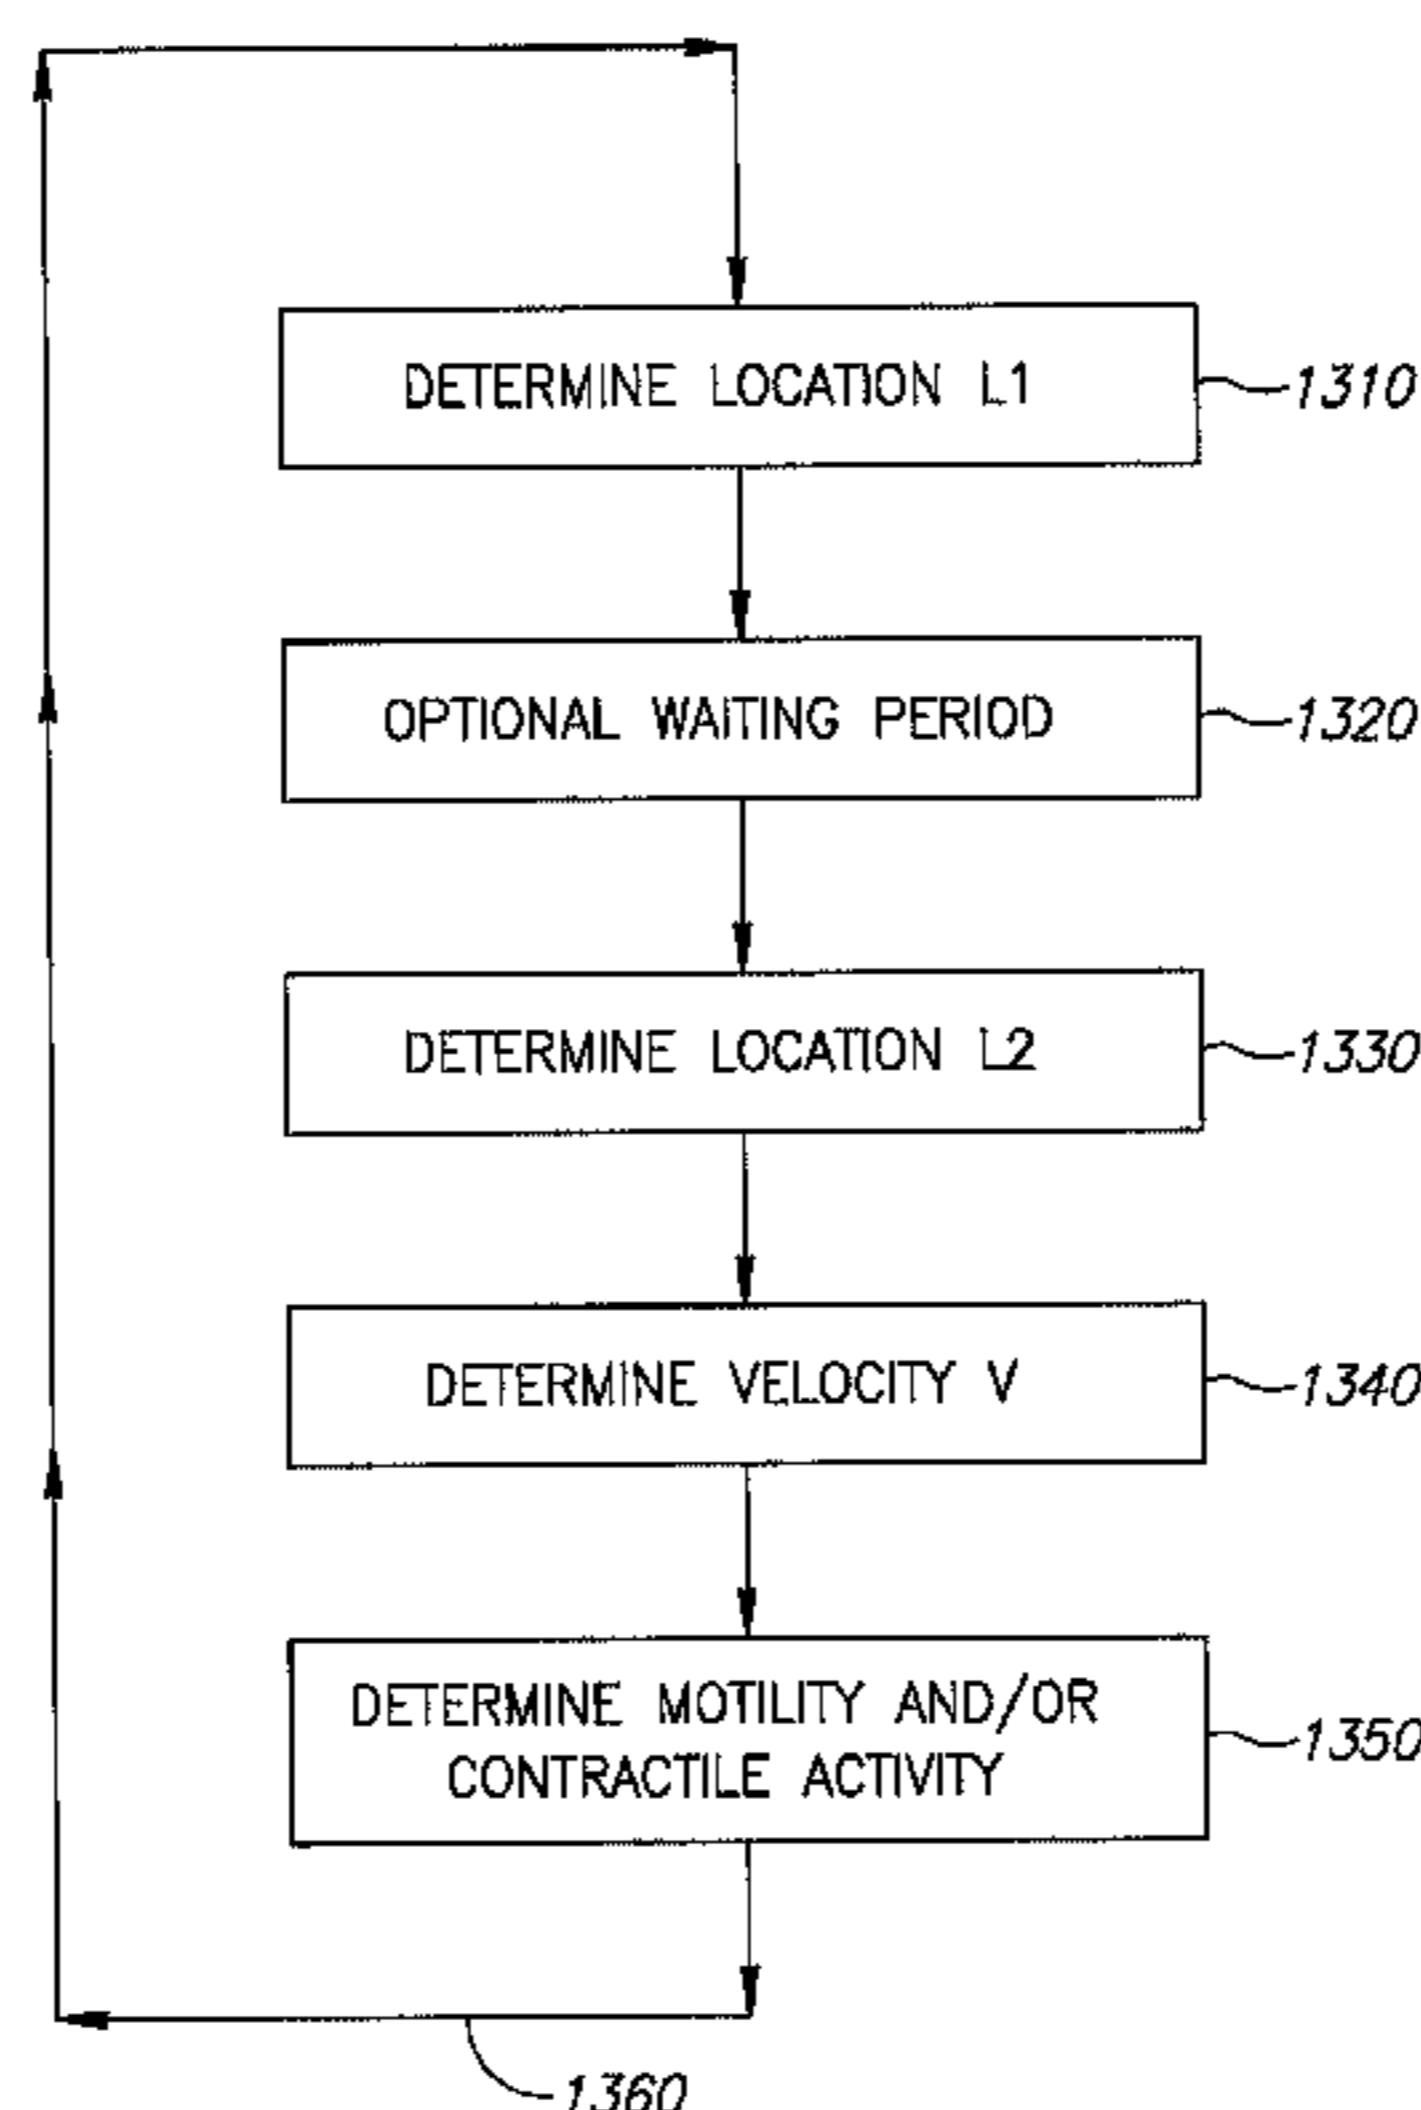 DETERMINE LOCATION L1
1310
OPTIONAL WAITING PERIOD
1320
DETERMINE LOCATION L2
1330
DETERMINE VELOCITY V
1340
DETERMINE MOTILITY AND/OR
CONTRACTILE ACTIVITY
1350
1360